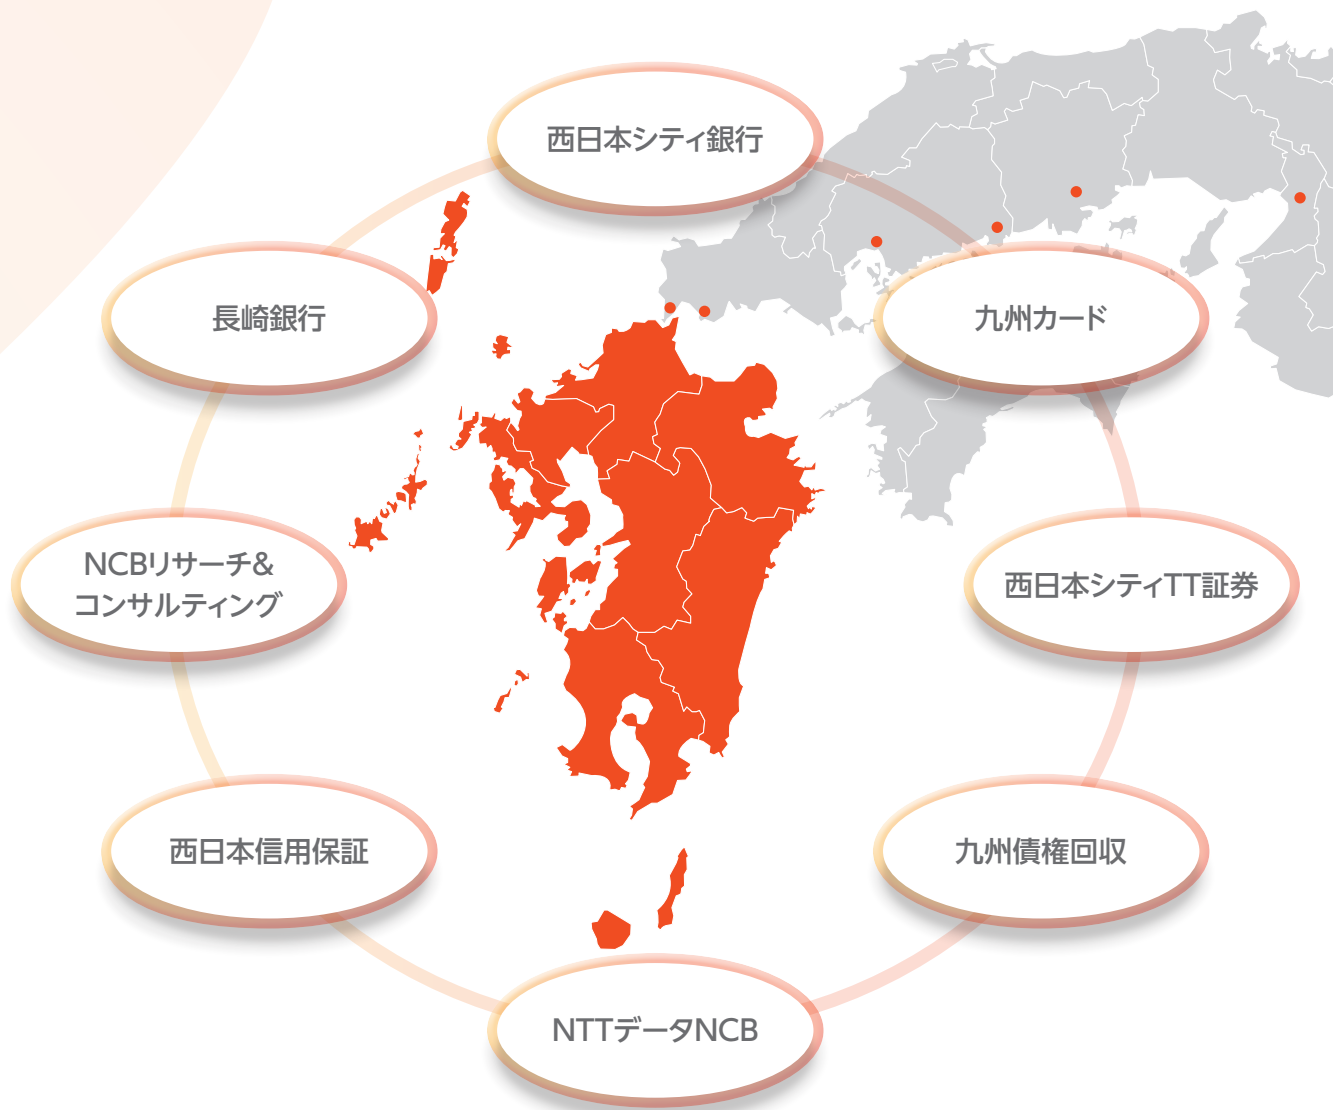 西日本シティ銀行
長崎銀行
九州カード
NCBリサーチ&
コンサルティング
西日本シティTT証券
西日本信用保証
九州債権回収
NTTデータNCB